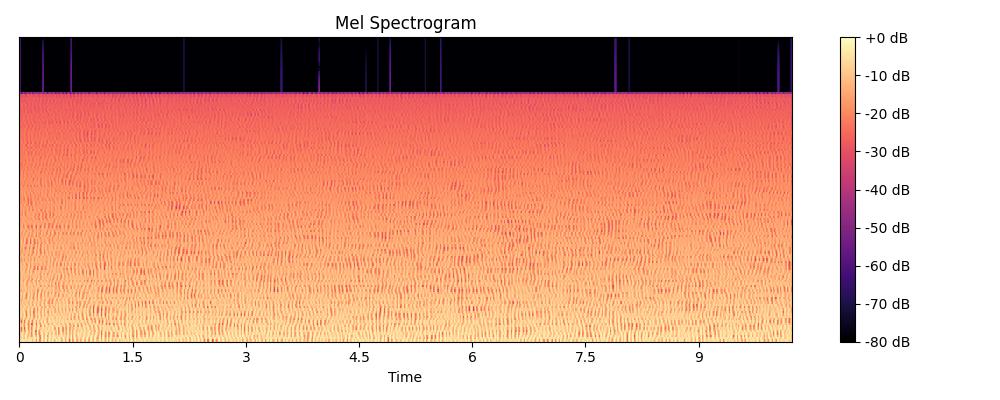 Mel Spectrogram
+0 dB
-10 dB
-20 dB
-30 dB
-40 dB
-50 dB
-60 dB
-70 dB
-80 dB
0 1.5 3 4.5 6 7.5 9
Time